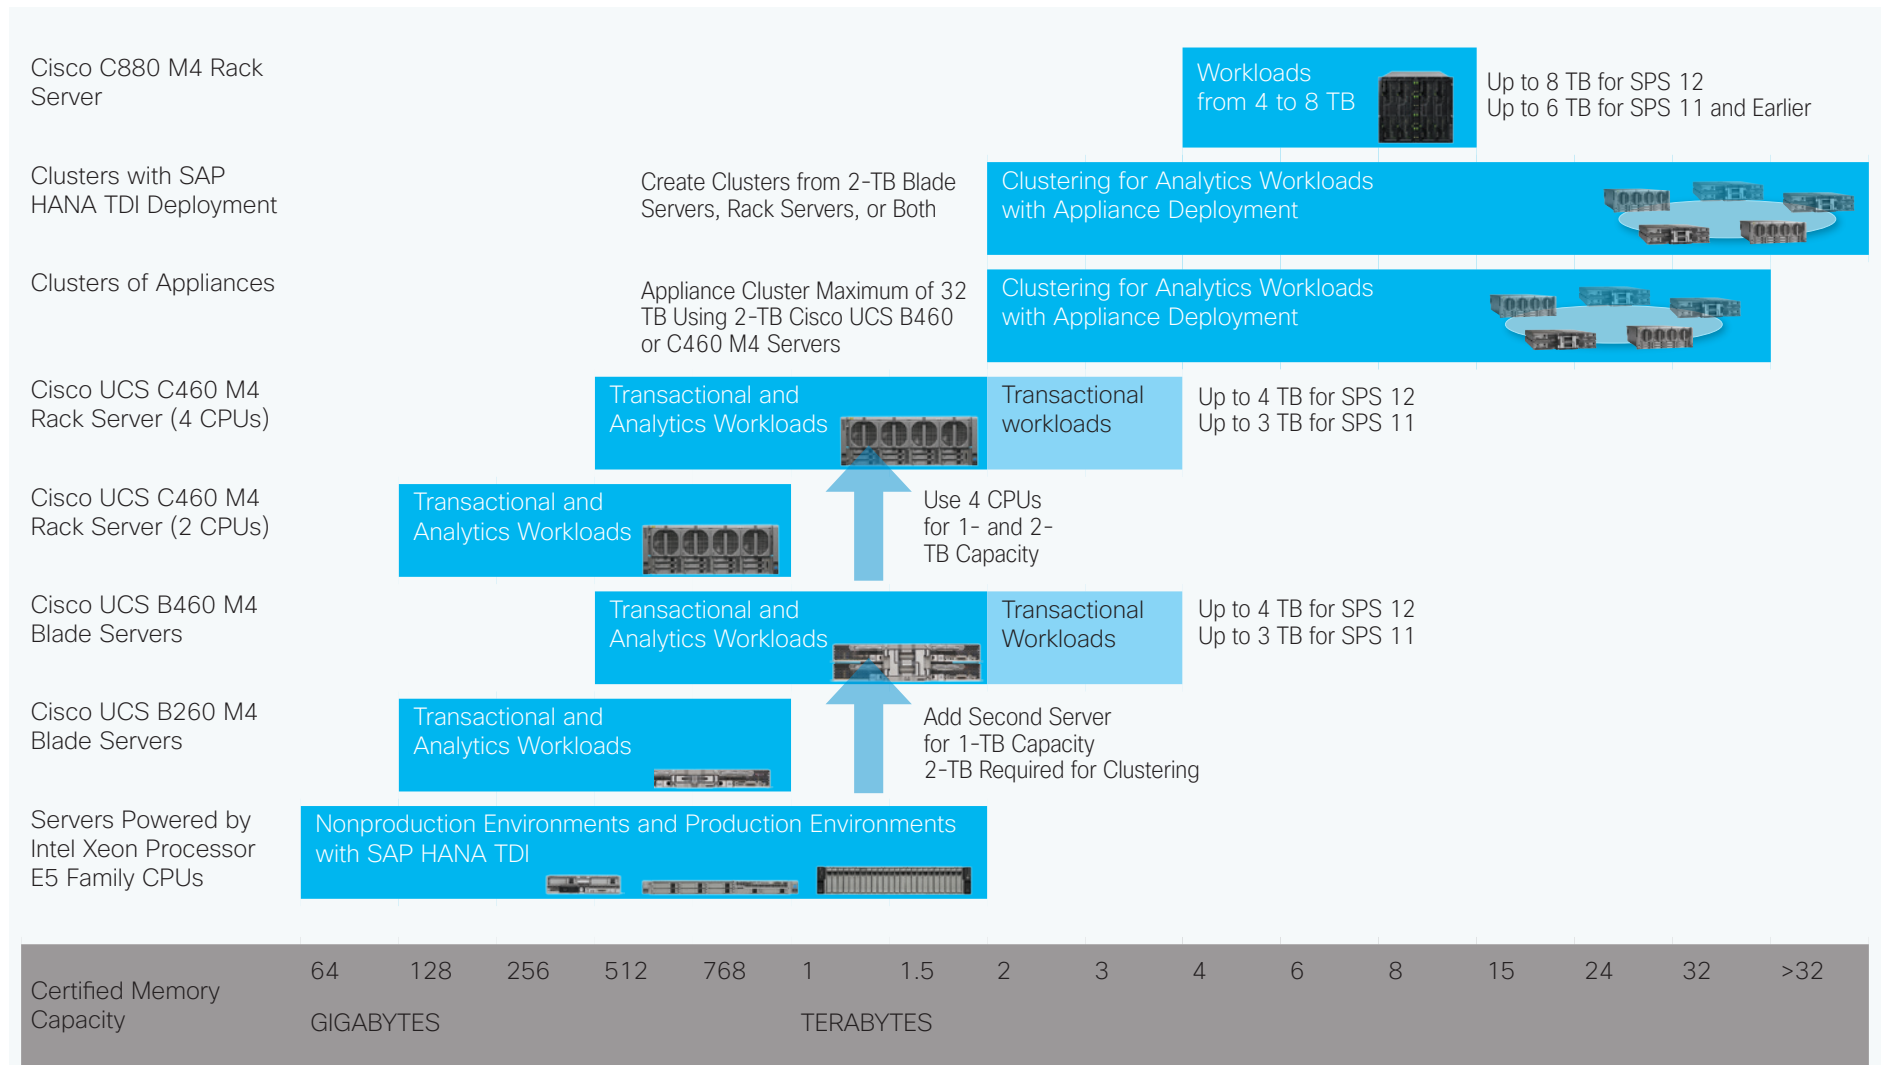 Cisco C880 M4 Rack
Server
Workloads
from 4 to 8 TB
Up to 8 TB for SPS 12
Up to 6 TB for SPS 11 and Earlier
Clusters with SAP
HANA TDI Deployment
Create Clusters from 2-TB Blade
Servers, Rack Servers, or Both
Clustering for Analytics Workloads
with Appliance Deployment
Clusters of Appliances
Appliance Cluster Maximum of 32
TB Using 2-TB Cisco UCS B460
or C460 M4 Servers
Clustering for Analytics Workloads
with Appliance Deployment
Cisco UCS C460 M4
Rack Server (4 CPUs)
Transactional and
Analytics Workloads
Transactional
workloads
Up to 4 TB for SPS 12
Up to 3 TB for SPS 11
Cisco UCS C460 M4
Rack Server (2 CPUs)
Transactional and
Analytics Workloads
Use 4 CPUs
for 1- and 2-
TB Capacity
Cisco UCS B460 M4
Blade Servers
Transactional and
Analytics Workloads
Transactional
Workloads
Up to 4 TB for SPS 12
Up to 3 TB for SPS 11
Cisco UCS B260 M4
Blade Servers
Transactional and
Analytics Workloads
Add Second Server
for 1-TB Capacity
2-TB Required for Clustering
Servers Powered by
Intel Xeon Processor
E5 Family CPUs
Nonproduction Environments and Production Environments
with SAP HANA TDI
Certified Memory
Capacity
64 128 256 512 768 1 1.5 2 3 4 6 8 15 24 32 >32
GIGABYTES TERABYTES